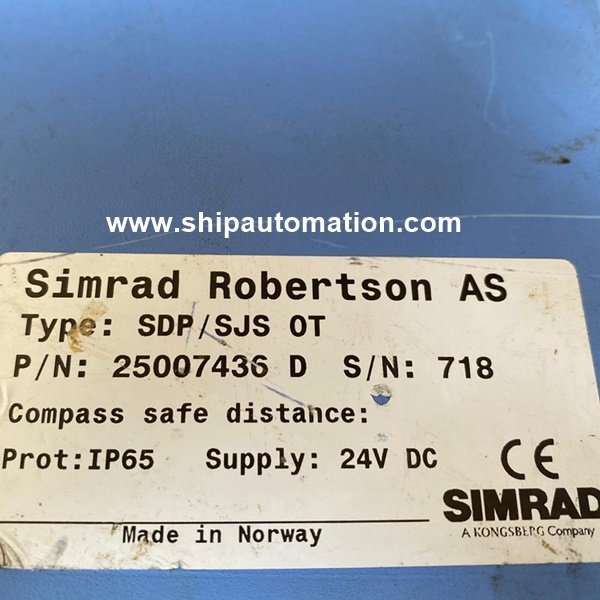 www.shipautomation.com
Simrad Robertson AS
Type: SDP/SJS OT
P/N: 25007436 D S/N: 718
Compass safe distance:
Prot:IP65 Supply: 24V DC
CE
SIMRAD
A KONGSBERG Company
Made in Norway